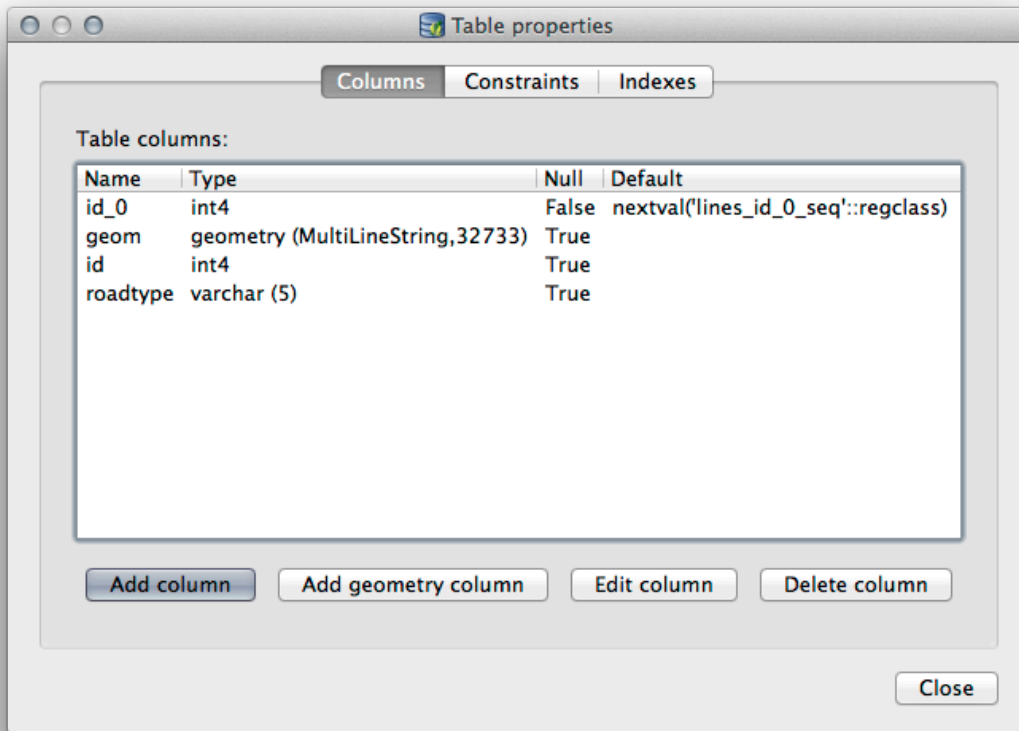 Table properties
Columns Constraints Indexes
Table columns:
Name Type Null Default
id_0 int4 False nextval('lines_id_0_seq'::regclass)
geom geometry (MultiLineString,32733) True
id int4 True
roadtype varchar (5) True
Add column Add geometry column Edit column Delete column
Close